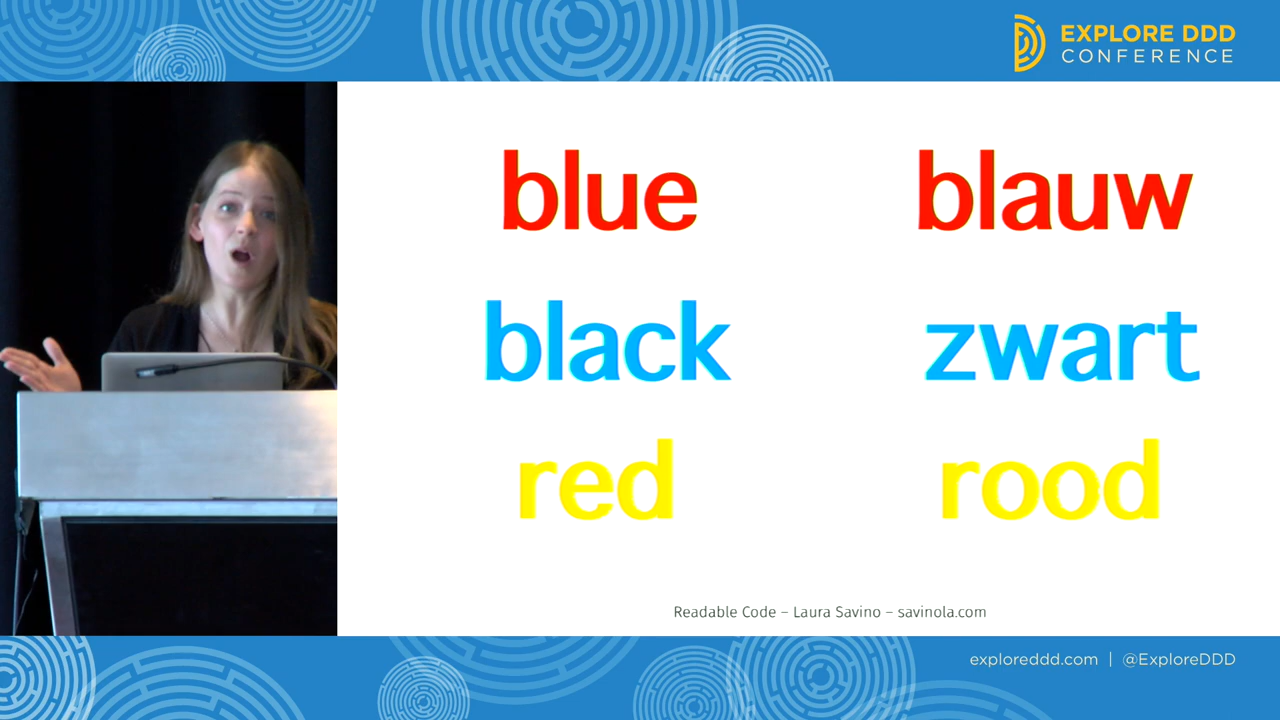 EXPLORE DDD
CONFERENCE
blue blauw
black zwart
red rood
Readable Code – Laura Savino – savinola.com
exploreddd.com | @ExploreDDD